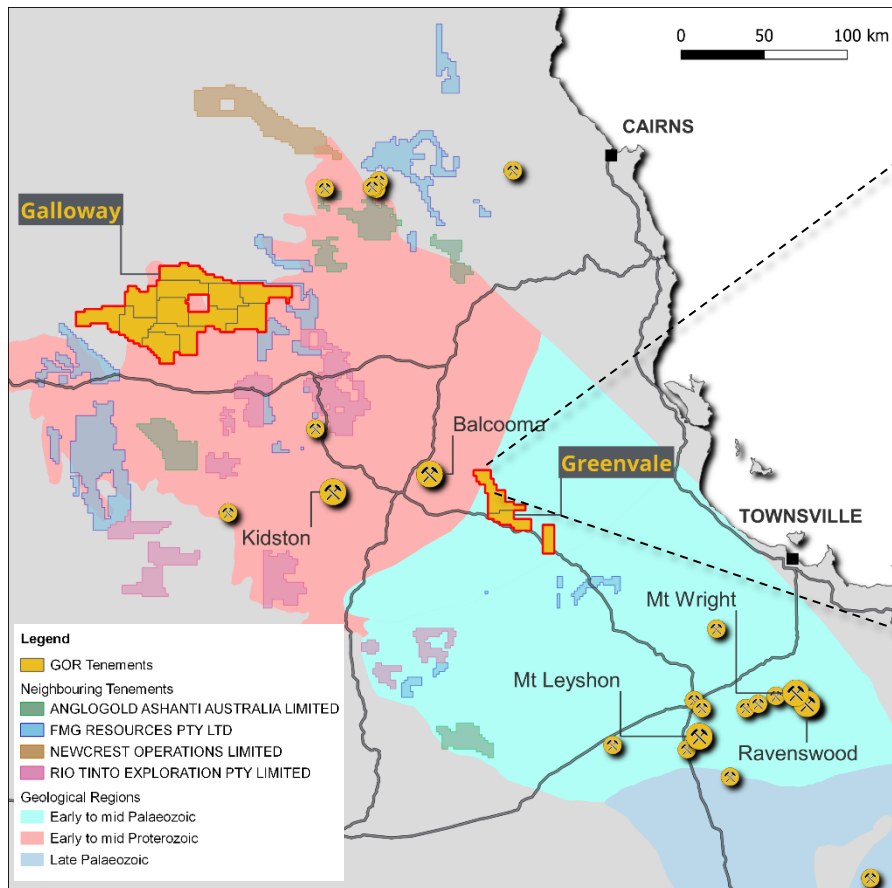 0 50 100 km
CAIRNS
Galloway
Balcooma
Greenvale
Kidston
TOWNSVILLE
Mt Wright
Mt Leyshon
Ravenswood
Legend
GOR Tenements
Neighbouring Tenements
ANGLOGOLD ASHANTI AUSTRALIA LIMITED
FMG RESOURCES PTY LTD
NEWCREST OPERATIONS LIMITED
RIO TINTO EXPLORATION PTY LIMITED
Geological Regions
Early to mid Palaeozoic
Early to mid Proterozoic
Late Palaeozoic